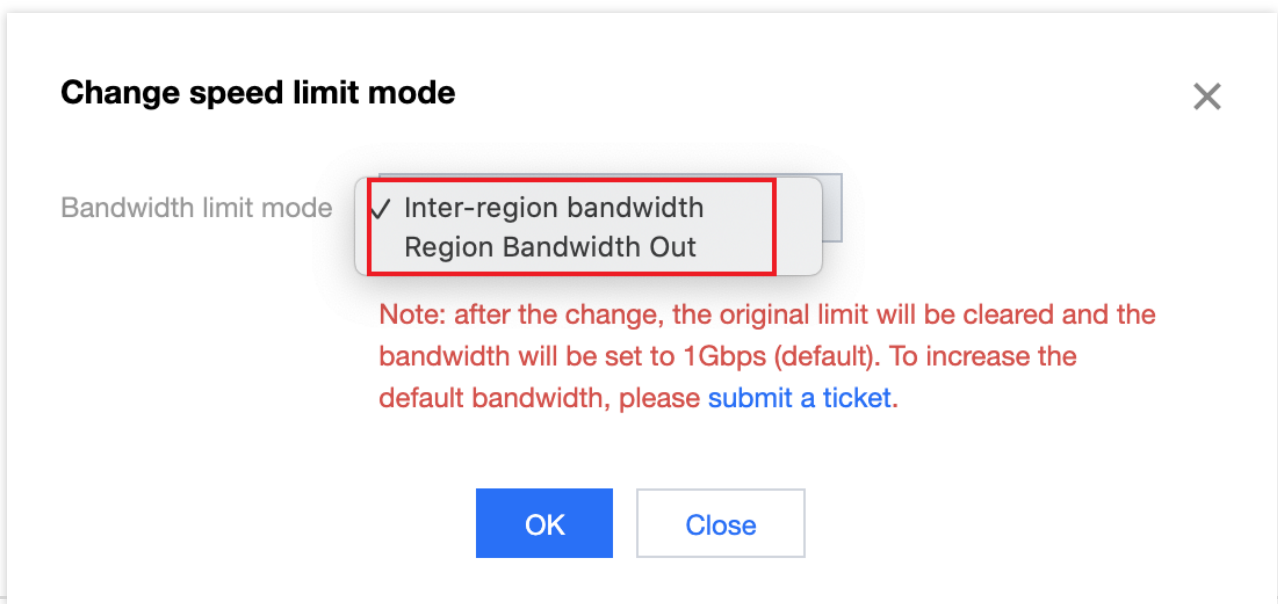 Change speed limit mode
Bandwidth limit mode
Inter-region bandwidth
Region Bandwidth Out
Note: after the change, the original limit will be cleared and the
bandwidth will be set to 1Gbps (default). To increase the
default bandwidth, please submit a ticket.
OK
Close